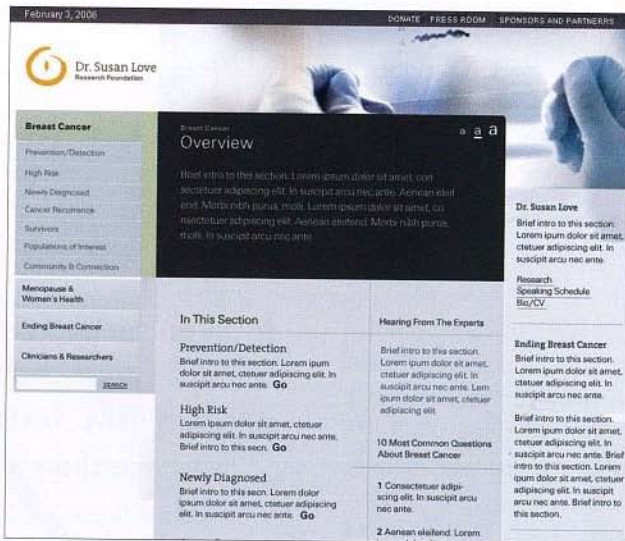 February 3, 2006
DONATE PRESS ROOM SPONSORS AND PARTNERRS
Dr. Susan Love
Research Foundation
Breast Cancer
Prevention/Detection
High Risk
Newly Diagnosed
Cancer Recurrence
Survivors
Populations of Interest
Community & Connection
Menopause &
Women's Health
Ending Breast Cancer
Clinicians & Researchers
SEARCH
Breast Cancer
Overview
a a a
Brief intro to this section. Lorem ipsum dolor sit amet, con
sectetuer adipiscing elit. In suscipit arcu nec ante. Aenean eleif
end. Morbi nibh purus, molli. Lorem ipsum dolor sit amet, co
nsectetuer adipiscing elit. Aenean eleifend. Morbi nibh purus,
molli. In suscipit arcu nec ante.
In This Section
Prevention/Detection
Brief intro to this section. Lorem ipum
dolor sit amet, ctetuer adipiscing elit. In
suscipit arcu nec ante. Go
High Risk
Lorem ipum dolor sit amet, ctetuer
adipiscing elit. In suscipit arcu nec ante.
Brief intro to this secn. Go
Newly Diagnosed
Brief intro to this secn: Lorem dolor
ipsum dolor sit amet, ctetuer adipiscing
elit. In suscipit arcu nec ante. Go
Hearing From The Experts
Brief intro to this section.
Lorem ipum dolor sit amet,
ctetuer adipiscing elit. In
suscipit arcu nec ante. Lem
ipum dolor sit amet, ctetuer
adipiscing elit.
10 Most Common Questions
About Breast Cancer
1 Consectetuer adipi-
scing elit. In suscipit arcu
nec ante.
2 Aenean eleifend. Lorem
Dr. Susan Love
Brief intro to this section.
Lorem ipum dolor sit amet,
ctetuer adipiscing elit. In
suscipit arcu nec ante.
Research
Speaking Schedule
Bio/CV
Ending Breast Cancer
Brief intro to this section.
Lorem ipum dolor sit amet,
ctetuer adipiscing elit. In
suscipit arcu nec ante.
Brief intro to this section.
Lorem ipum dolor sit amet,
ctetuer adipiscing elit. In
suscipit arcu nec ante. Brief
intro to this section. Lorem
ipum dolor sit amet, ctetuer
adipiscing elit. In suscipit
arcu nec ante. Brief intro to
this section.